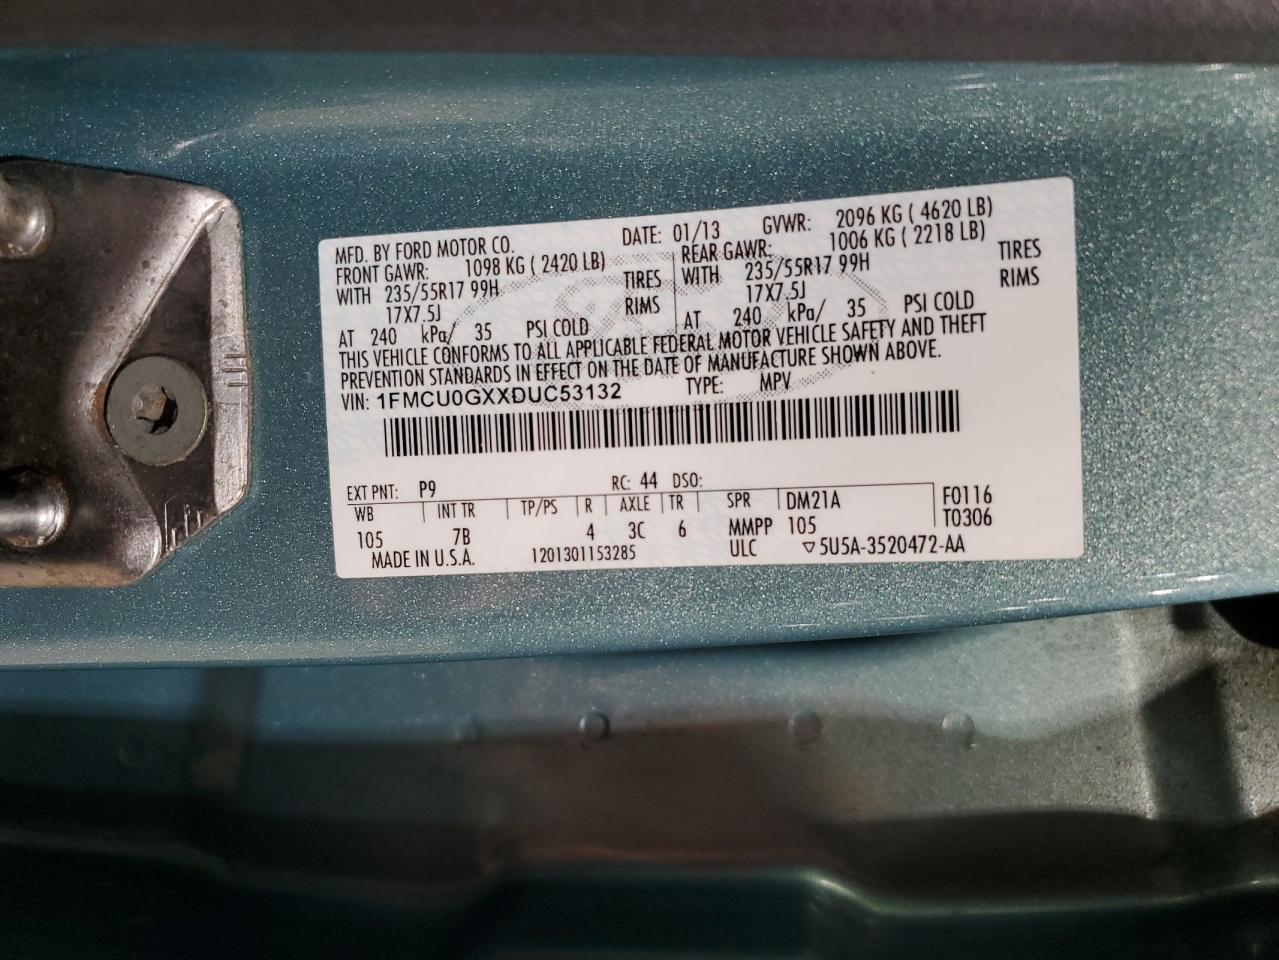 MFD. BY FORD MOTOR CO. DATE: 01/13 GVWR: 2096 KG ( 4620 LB)
FRONT GAWR: 1098 KG ( 2420 LB) REAR GAWR: 1006 KG ( 2218 LB)
WITH 235/55R17 99H TIRES WITH 235/55R17 99H TIRES
17X7.5J RIMS 17X7.5J RIMS
AT 240 kPa/ 35 PSI COLD AT 240 kPa/ 35 PSI COLD
THIS VEHICLE CONFORMS TO ALL APPLICABLE FEDERAL MOTOR VEHICLE SAFETY AND THEFT
PREVENTION STANDARDS IN EFFECT ON THE DATE OF MANUFACTURE SHOWN ABOVE.
VIN: 1FMCU0GXXDUC53132 TYPE: MPV
EXT PNT: P9 RC: 44 DSO:
WB INT TR TP/PS R AXLE TR SPR DM21A F0116
105 7B 4 3C 6 MMPP 105 T0306
MADE IN U.S.A. 1201301153285 ULC ▽5U5A-3520472-AA